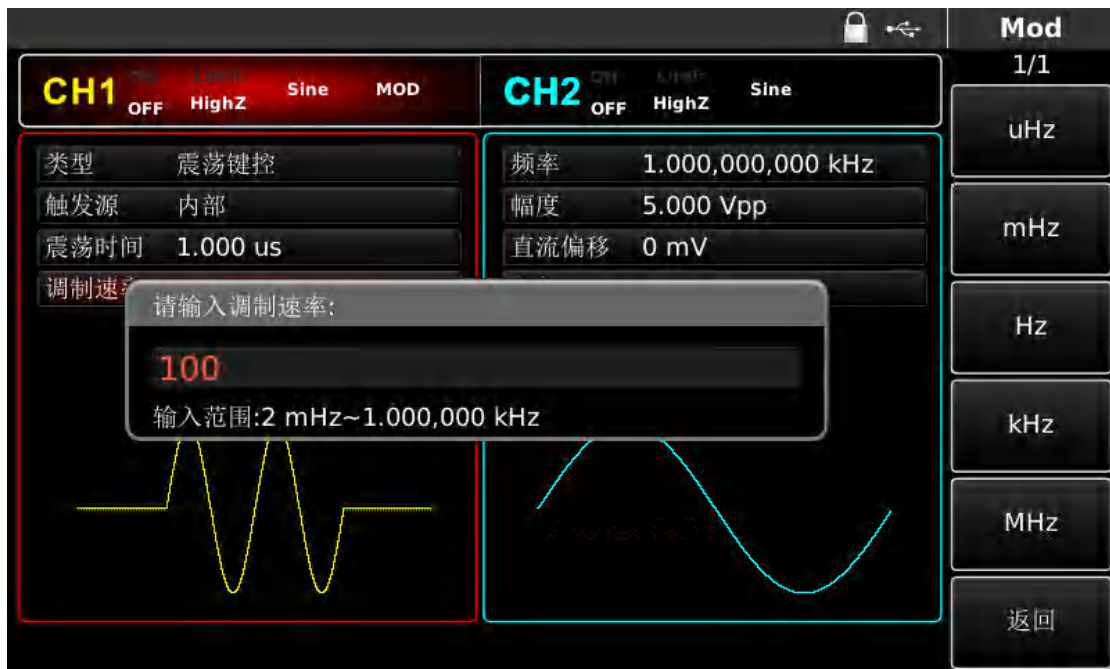 Mod
1/1
CH1 OFF HighZ Sine MOD
CH2 OFF HighZ Sine
uHz
mHz
Hz
kHz
MHz
返回
类型 震荡键控
触发源 内部
震荡时间 1.000 us
调制速率
频率 1.000,000,000 kHz
幅度 5.000 Vpp
直流偏移 0 mV
请输入调制速率:
100
输入范围:2 mHz~1.000,000 kHz